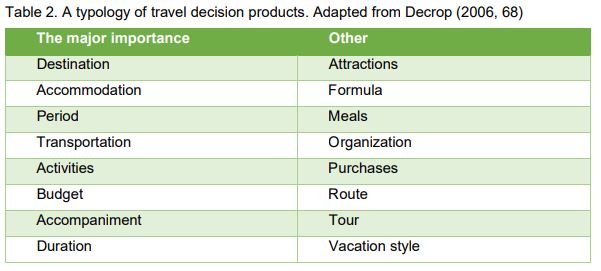 Table 2. A typology of travel decision products. Adapted from Decrop (2006, 68)
The major importance Other
Destination Attractions
Accommodation Formula
Period Meals
Transportation Organization
Activities Purchases
Budget Route
Accompaniment Tour
Duration Vacation style